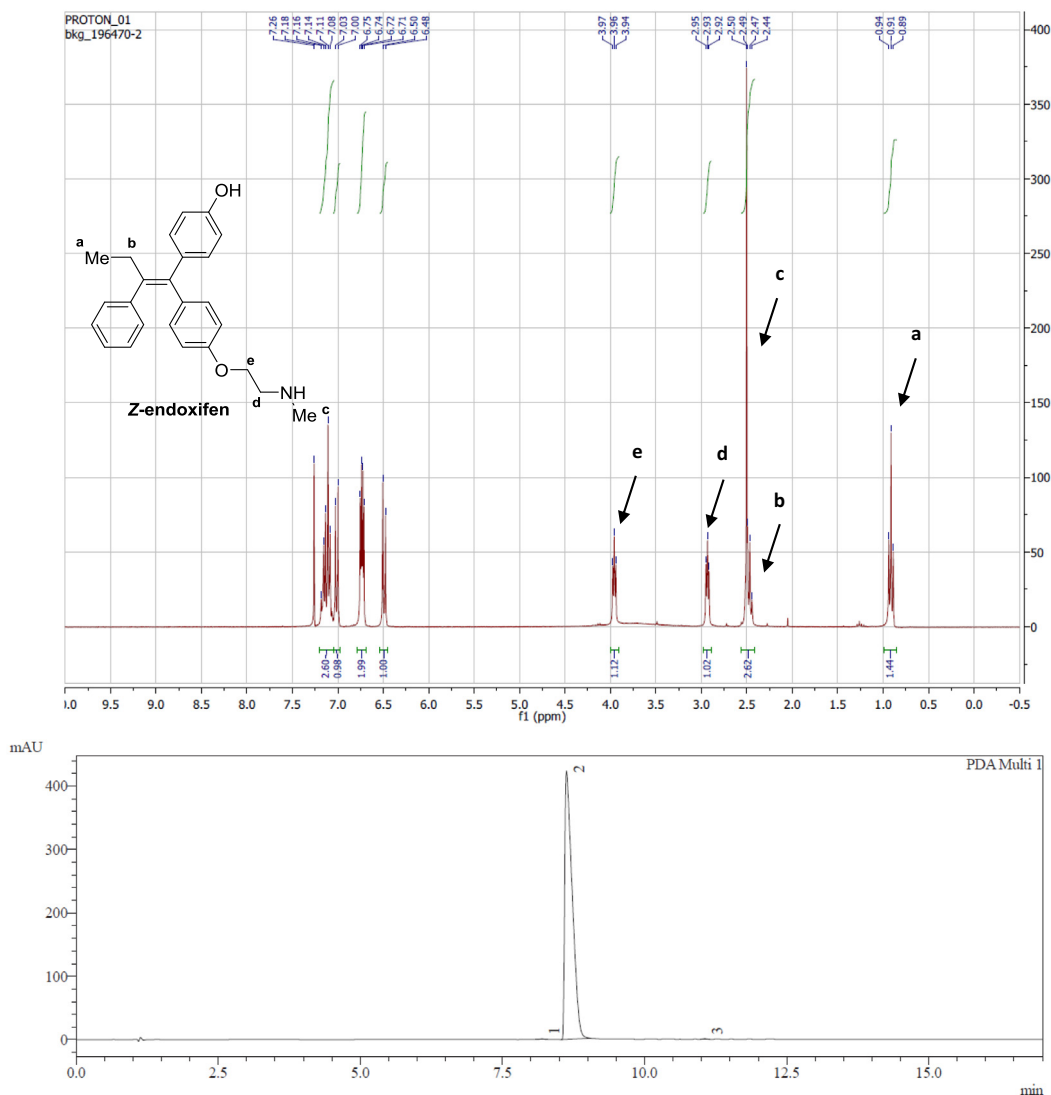 PROTON_01
bkg_196470-2
7.26
7.18
7.16
7.14
7.11
7.08
7.03
7.00
6.75
6.74
6.72
6.71
6.50
6.48
3.97
3.96
3.94
2.95
2.93
2.92
2.50
2.49
2.47
2.44
0.94
0.91
0.89
400
350
300
250
200
150
100
50
0
OH
a
b
Me
O
e
d
NH
c
Me
Z-endoxifen
c
a
e
d
b
2.60
0.98
1.99
1.00
1.12
1.02
2.62
1.44
0.0 9.5 9.0 8.5 8.0 7.5 7.0 6.5 6.0 5.5 5.0 4.5 4.0 3.5 3.0 2.5 2.0 1.5 1.0 0.5 0.0 -0.5
f1 (ppm)
mAU
PDA Multi 1
400
300
200
100
0
1
2
3
0.0 2.5 5.0 7.5 10.0 12.5 15.0
min